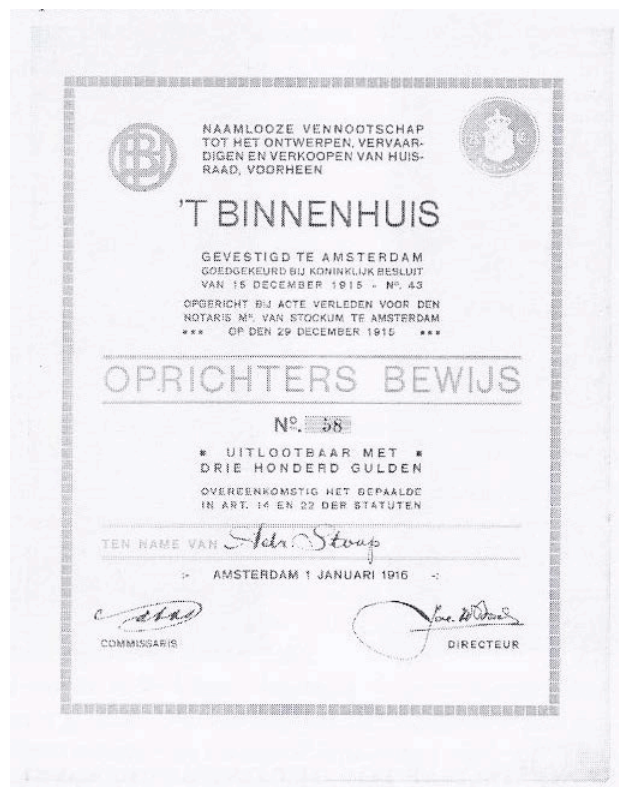 NAAMLOOZE VENNOOTSCHAP
TOT HET ONTWERPEN, VERVAAR-
DIGEN EN VERKOOPEN VAN HUIS-
RAAD, VOORHEEN
'T BINNENHUIS
GEVESTIGD TE AMSTERDAM
GOEDGEKEURD BIJ KONINKLIJK BESLUIT
VAN 15 DECEMBER 1915 - Nº. 43
OPGERICHT BIJ ACTE VERLEDEN VOOR DEN
NOTARIS Mr. VAN STOCKUM TE AMSTERDAM
*** OP DEN 29 DECEMBER 1915 ***
OPRICHTERS BEWIJS
Nº. 58
* UITLOOTBAAR MET *
DRIE HONDERD GULDEN
OVEREENKOMSTIG HET BEPAALDE
IN ART. 14 EN 22 DER STATUTEN
TEN NAME VAN Adr. Stoop
AMSTERDAM 1 JANUARI 1916
COMMISSARIS
DIRECTEUR